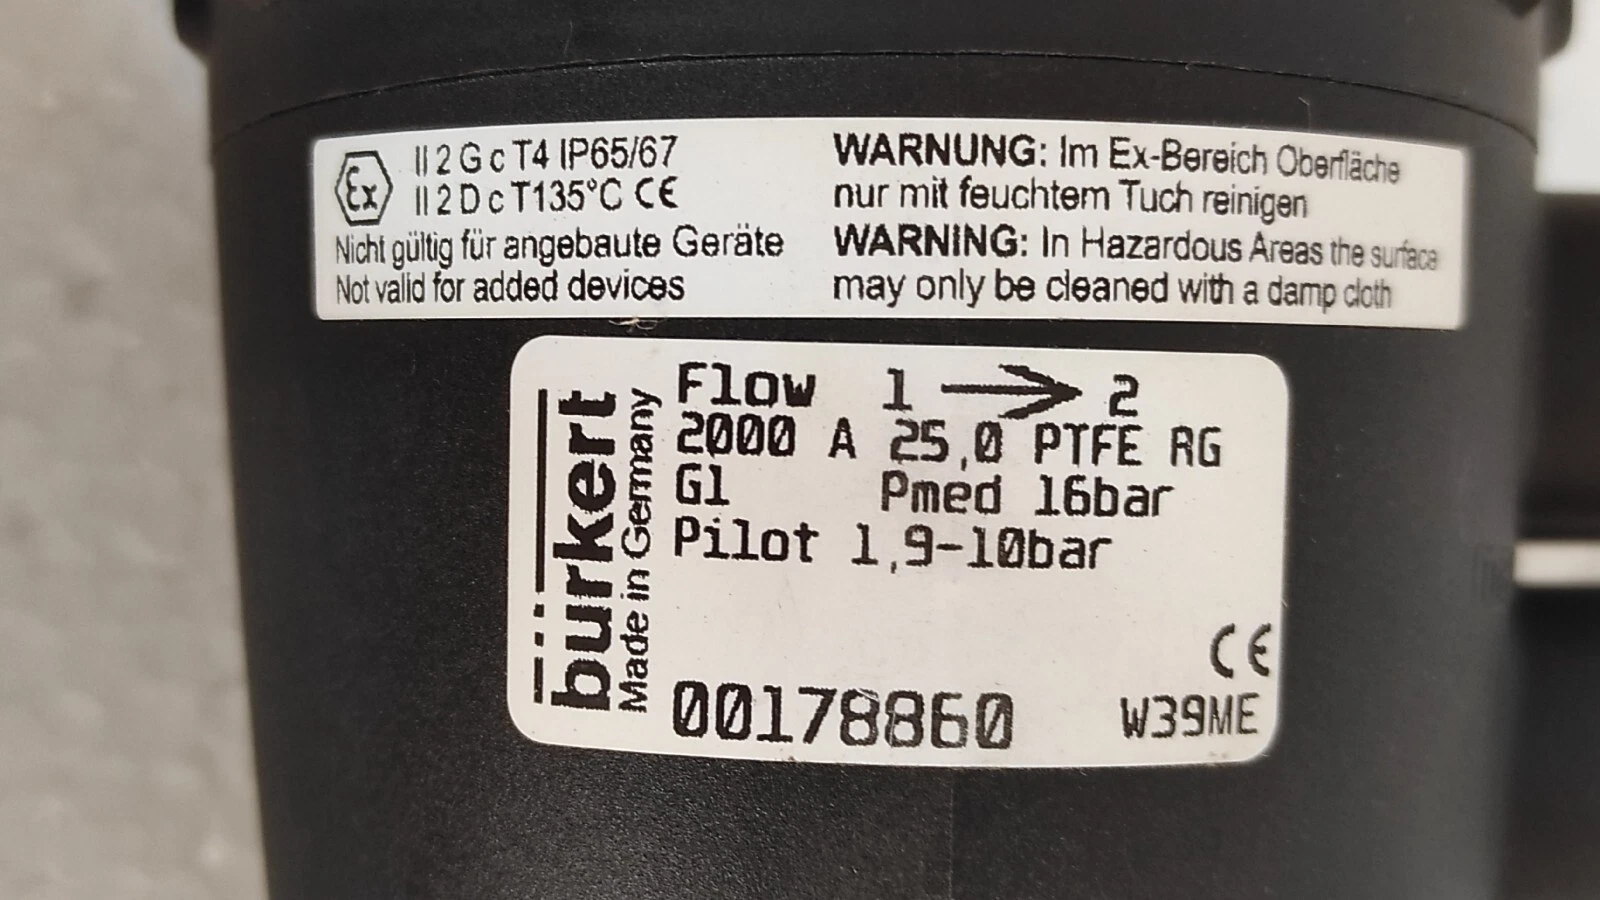 Ex II 2 G c T4 IP65/67
II 2 D c T135°C CE
Nicht gültig für angebaute Geräte
Not valid for added devices
WARNUNG: Im Ex-Bereich Oberfläche
nur mit feuchtem Tuch reinigen
WARNING: In Hazardous Areas the surface
may only be cleaned with a damp cloth
bürkert
Made in Germany
Flow 1 → 2
2000 A 25,0 PTFE RG
G1 Pmed 16bar
Pilot 1,9-10bar
CE
00178860 W39ME